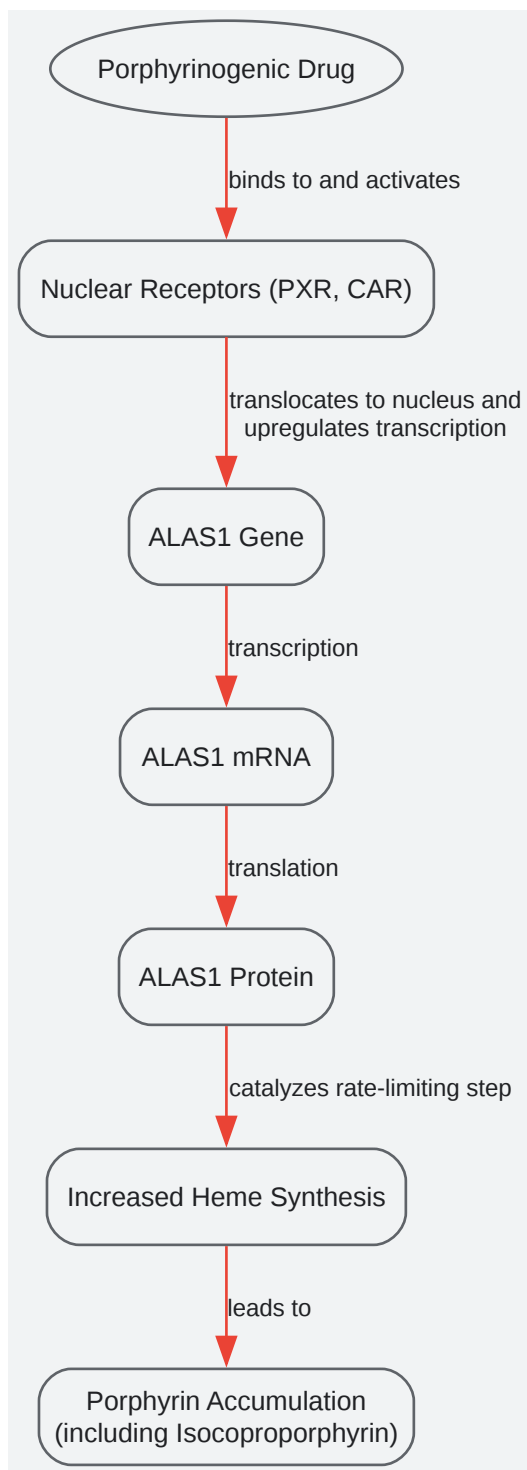 Porphyrinogenic Drug
binds to and activates
Nuclear Receptors (PXR, CAR)
translocates to nucleus and
upregulates transcription
ALAS1 Gene
transcription
ALAS1 mRNA
translation
ALAS1 Protein
catalyzes rate-limiting step
Increased Heme Synthesis
leads to
Porphyrin Accumulation
(including Isocoproporphyrin)